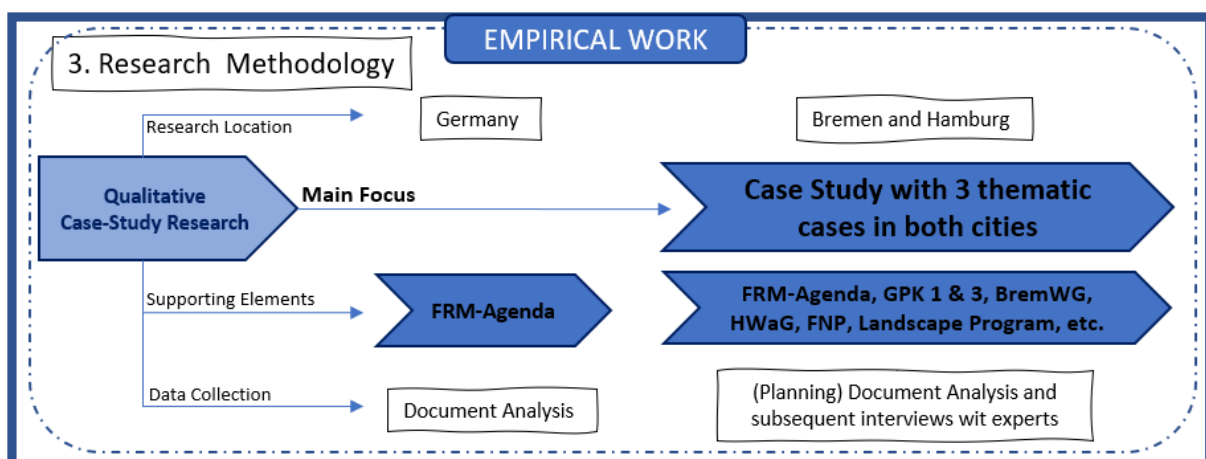 EMPIRICAL WORK
3. Research Methodology
Research Location
Germany
Bremen and Hamburg
Qualitative
Case-Study Research
Main Focus
Case Study with 3 thematic
cases in both cities
Supporting Elements
FRM-Agenda
FRM-Agenda, GPK 1 & 3, BremWG,
HWaG, FNP, Landscape Program, etc.
Data Collection
Document Analysis
(Planning) Document Analysis and
subsequent interviews wit experts